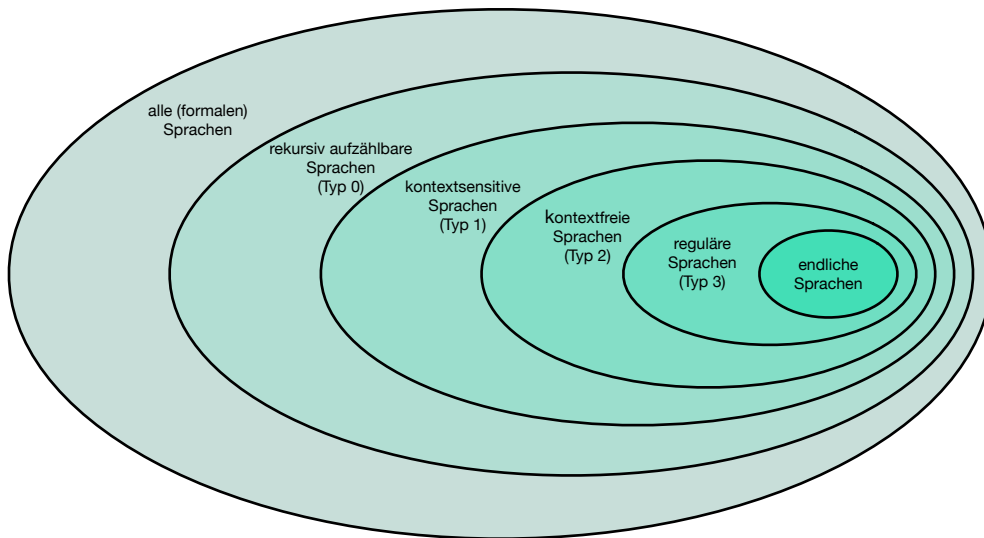 alle (formalen)
Sprachen
rekursiv aufzählbare
Sprachen
(Typ 0)
kontextsensitive
Sprachen
(Typ 1)
kontextfreie
Sprachen
(Typ 2)
reguläre
Sprachen
(Typ 3)
endliche
Sprachen